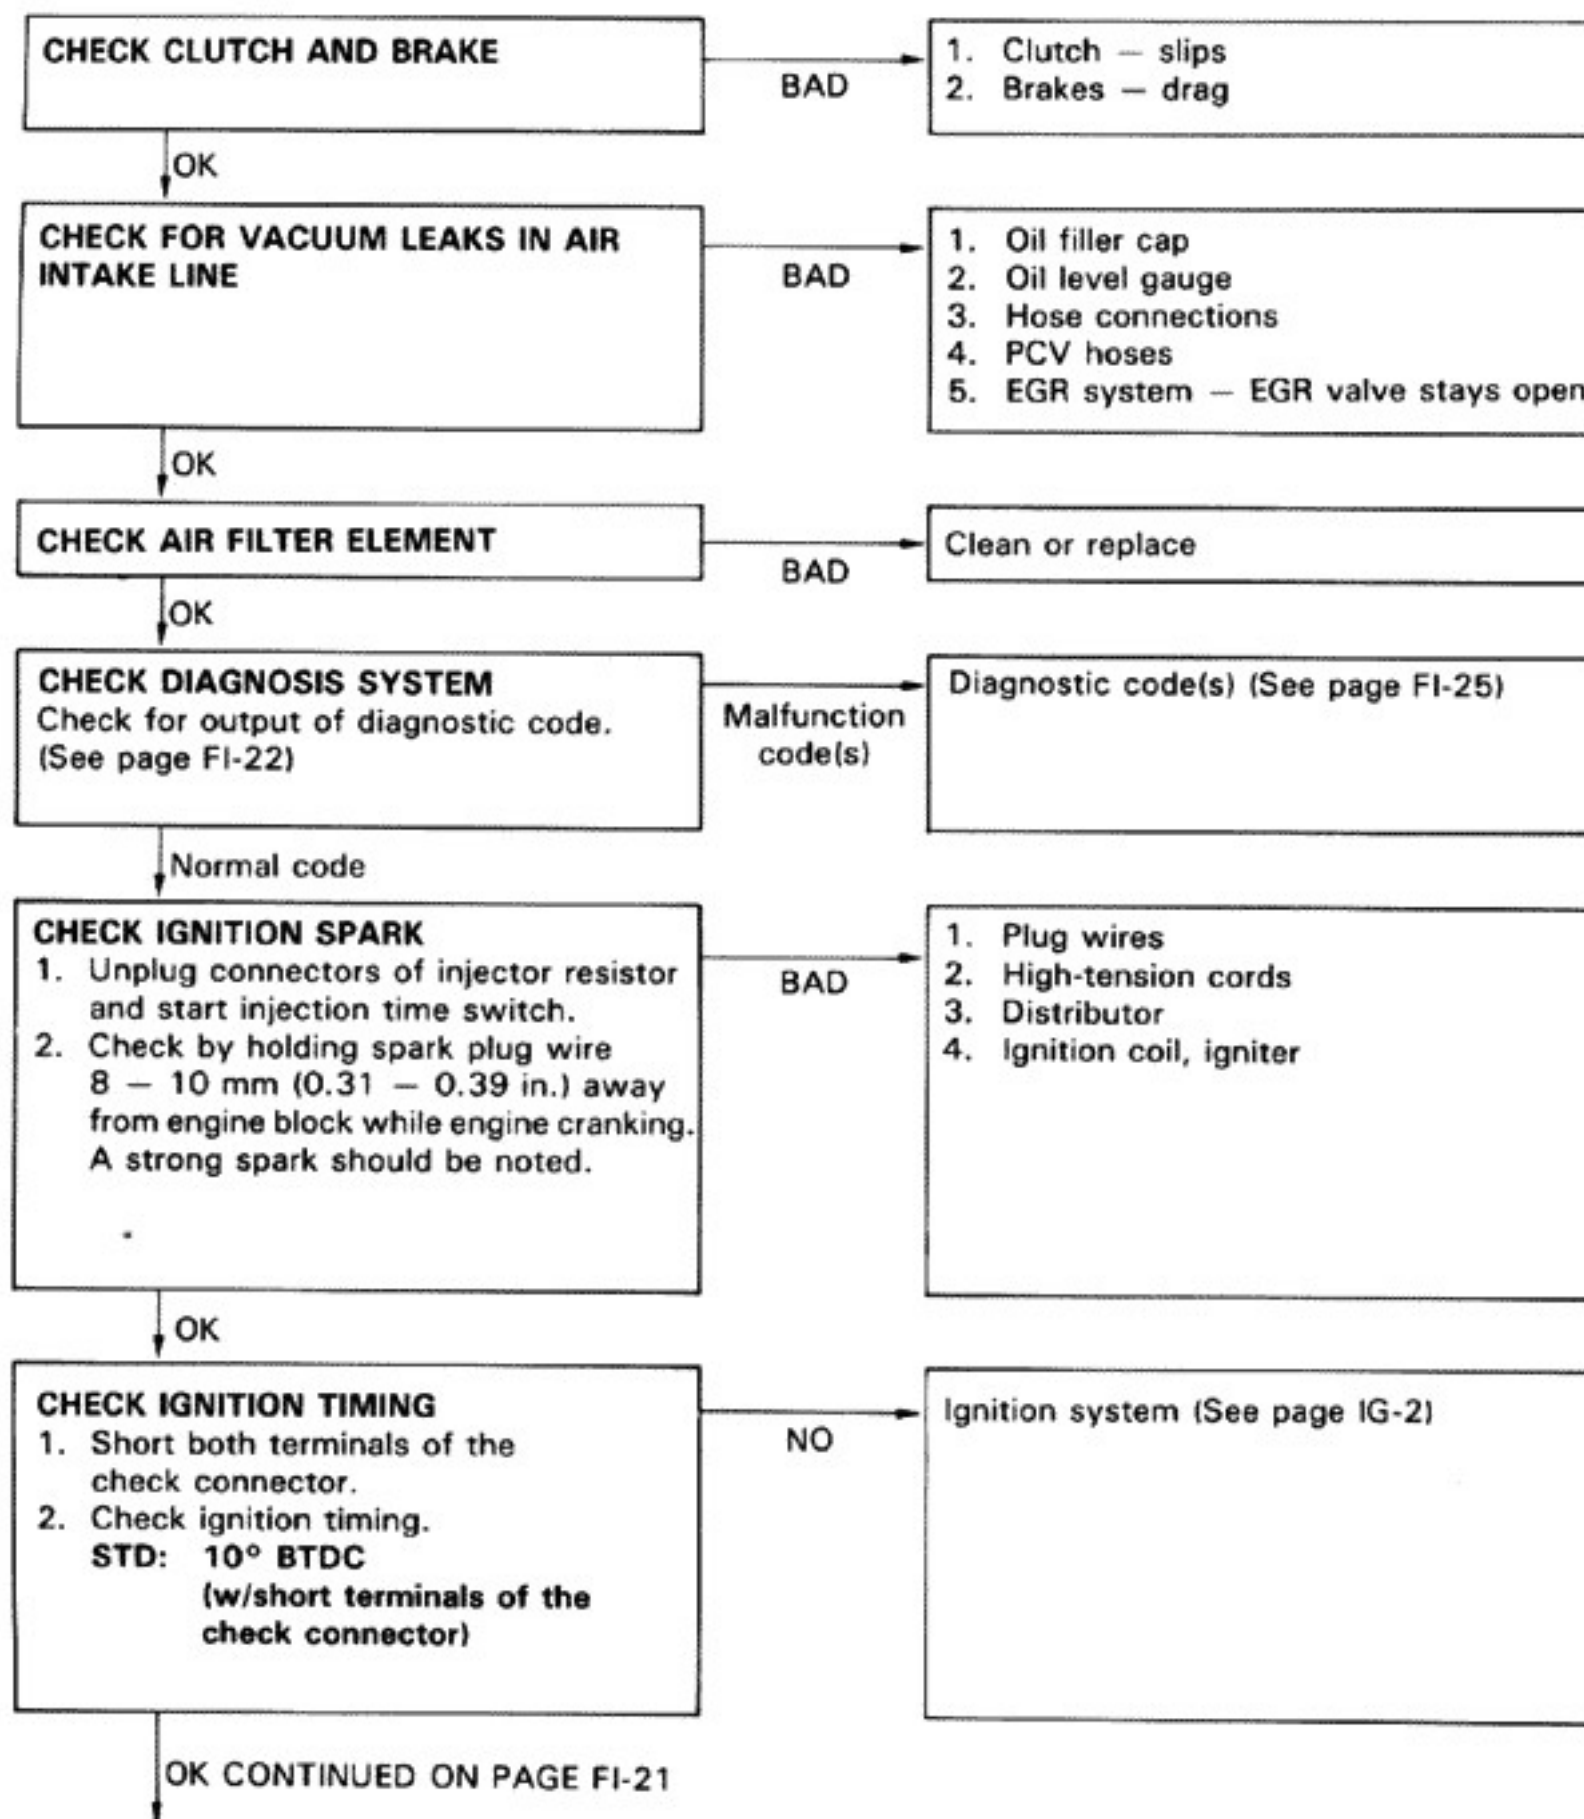 CHECK CLUTCH AND BRAKE
BAD
1. Clutch — slips
2. Brakes — drag
OK
CHECK FOR VACUUM LEAKS IN AIR
INTAKE LINE
BAD
1. Oil filler cap
2. Oil level gauge
3. Hose connections
4. PCV hoses
5. EGR system — EGR valve stays open
OK
CHECK AIR FILTER ELEMENT
BAD
Clean or replace
OK
CHECK DIAGNOSIS SYSTEM
Check for output of diagnostic code.
(See page FI-22)
Malfunction
code(s)
Diagnostic code(s) (See page FI-25)
Normal code
CHECK IGNITION SPARK
1. Unplug connectors of injector resistor
and start injection time switch.
2. Check by holding spark plug wire
8 — 10 mm (0.31 — 0.39 in.) away
from engine block while engine cranking.
A strong spark should be noted.
BAD
1. Plug wires
2. High-tension cords
3. Distributor
4. Ignition coil, igniter
OK
CHECK IGNITION TIMING
1. Short both terminals of the
check connector.
2. Check ignition timing.
STD: 10° BTDC
(w/short terminals of the
check connector)
NO
Ignition system (See page IG-2)
OK CONTINUED ON PAGE FI-21